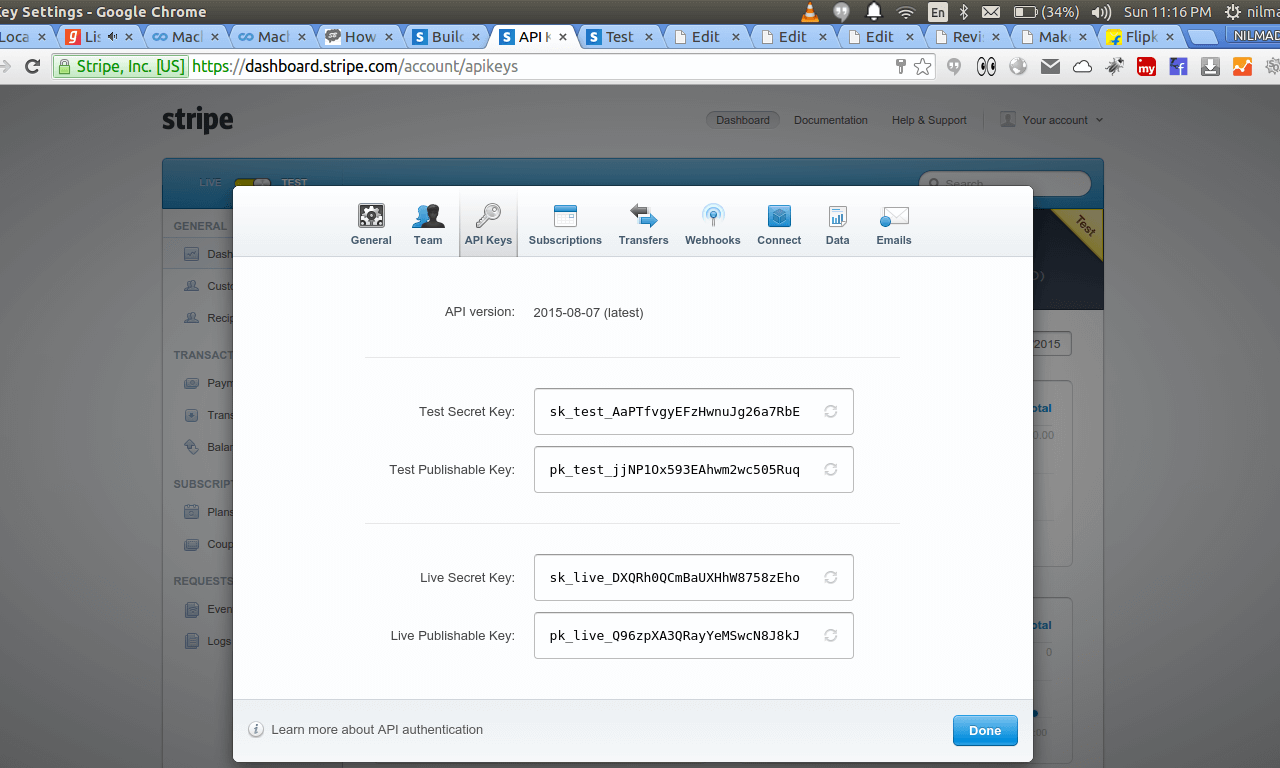 ey Settings - Google Chrome
En (34%) Sun 11:16 PM nilma
Loca Lis Macl Macl How Build API K Test Edit Edit Edit Revis Make Flipk NILMAD
Stripe, Inc. [US] https://dashboard.stripe.com/account/apikeys
stripe
Dashboard Documentation Help & Support Your account
LIVE TEST Search
General Team API Keys Subscriptions Transfers Webhooks Connect Data Emails
Test
GENERAL
Dash
Custo
Recip
TRANSACT
Paym
Trans
Balan
SUBSCRIPT
Plans
Coup
REQUESTS
Even
Logs
API version: 2015-08-07 (latest)
/2015
Test Secret Key: sk_test_AaPTfvgyEFzHwnuJg26a7RbE
Test Publishable Key: pk_test_jjNP1Ox593EAhwm2wc505Ruq
Live Secret Key: sk_live_DXQRh0QCmBaUXHhW8758zEho
Live Publishable Key: pk_live_Q96zpXA3QRayYeMSwcN8J8kJ
otal
0.00
otal
0
:00
Learn more about API authentication
Done